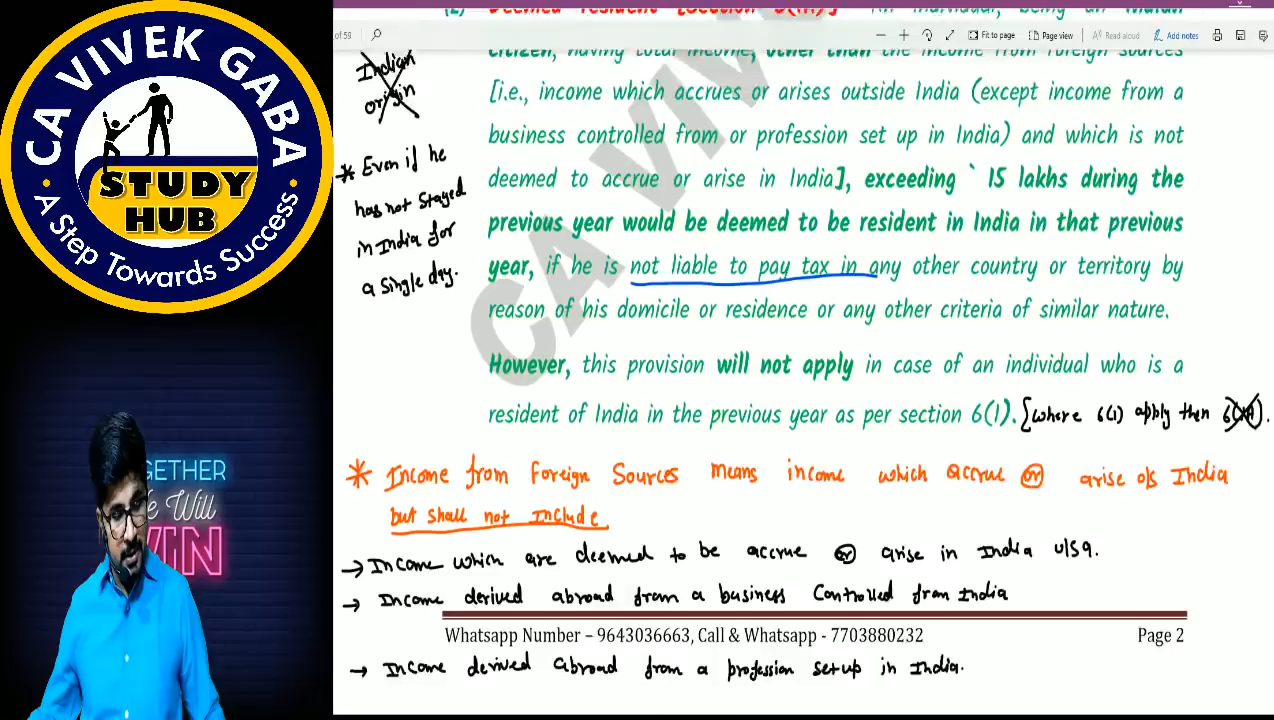 CA VIVEK GABA
STUDY
HUB
A Step Towards Success
of 58
Fit to page
Page view
Read aloud
Add notes
citizen, having total income, other than the income from foreign sources
[i.e., income which accrues or arises outside India (except income from a
business controlled from or profession set up in India) and which is not
deemed to accrue or arise in India], exceeding ` 15 lakhs during the
previous year would be deemed to be resident in India in that previous
year, if he is not liable to pay tax in any other country or territory by
reason of his domicile or residence or any other criteria of similar nature.
However, this provision will not apply in case of an individual who is a
resident of India in the previous year as per section 6(1). [where 6(1) apply then
Indian
origin
* Even if he
has not stayed
in India for
a single day.
* Income from Foreign Sources means income which accrue or arise o/s India
but shall not include
→ Income which are deemed to be accrue or arise in India u/s 9.
→ Income derived abroad from a business controlled from India
Whatsapp Number – 9643036663, Call & Whatsapp - 7703880232
Page 2
→ Income derived abroad from a profession setup in India.
CA VIV
GETHER
We Will
WIN